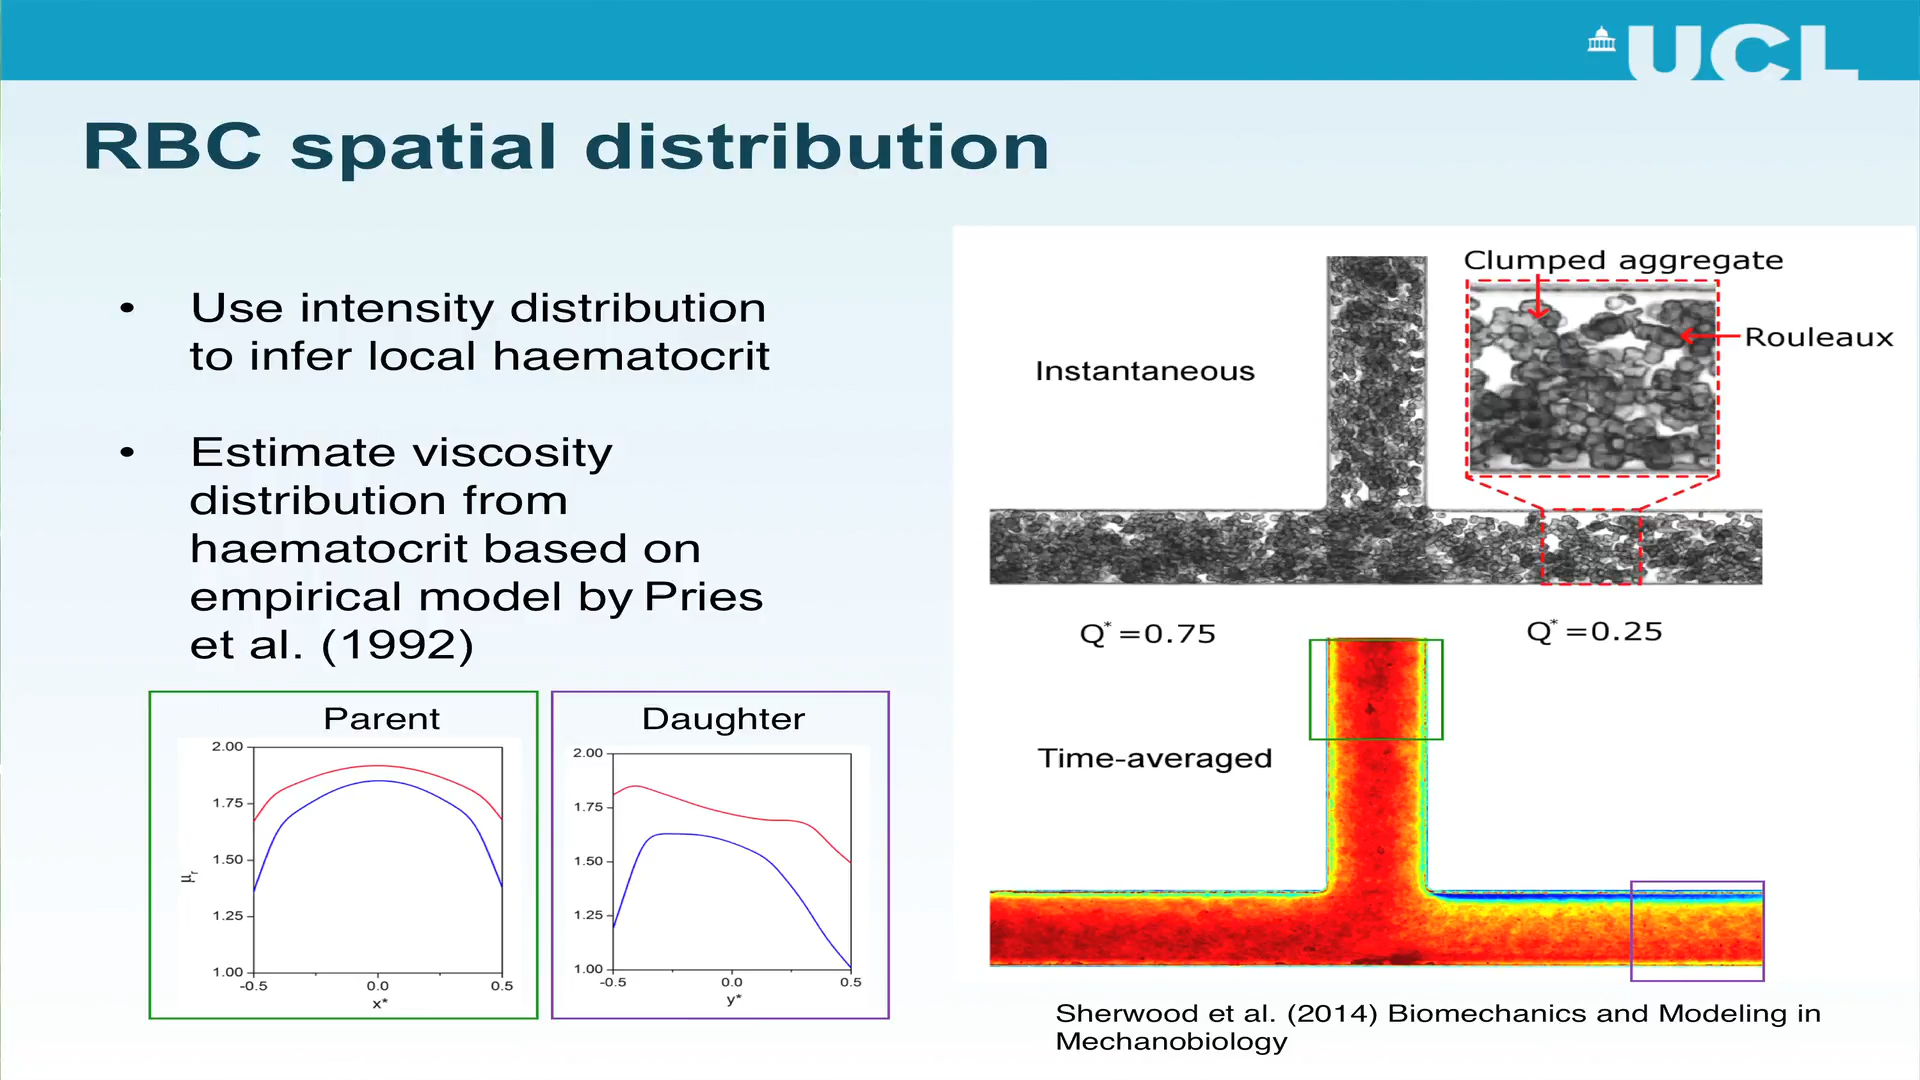 UCL
RBC spatial distribution
• Use intensity distribution
to infer local haematocrit
• Estimate viscosity
distribution from
haematocrit based on
empirical model by Pries
et al. (1992)
Parent
2.00
1.75
1.50
1.25
1.00
μr
-0.5 0.0 0.5
x*
Daughter
2.00
1.75
1.50
1.25
1.00
-0.5 0.0 0.5
y*
Clumped aggregate
Rouleaux
Instantaneous
Q*=0.75 Q*=0.25
Time-averaged
Sherwood et al. (2014) Biomechanics and Modeling in
Mechanobiology